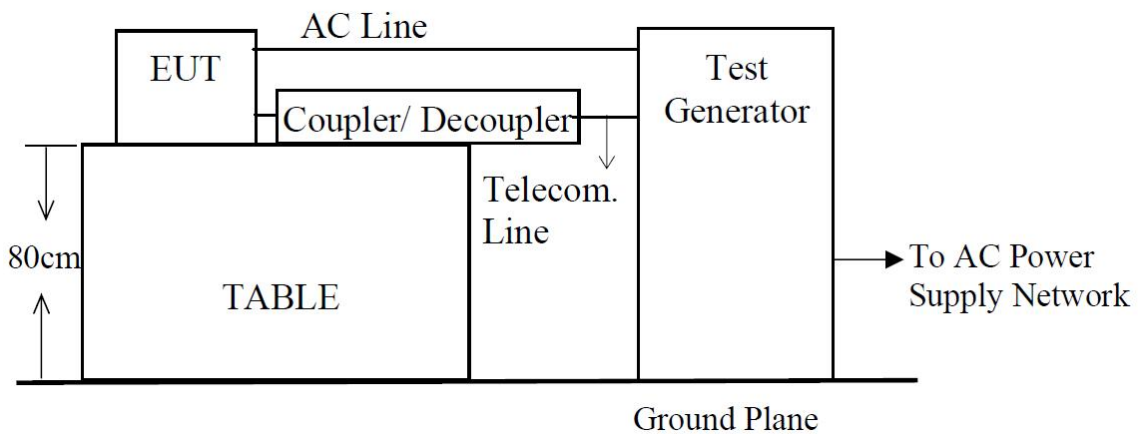 AC Line
EUT
Test
Generator
Coupler/ Decoupler
Telecom.
Line
80cm
To AC Power
Supply Network
TABLE
Ground Plane